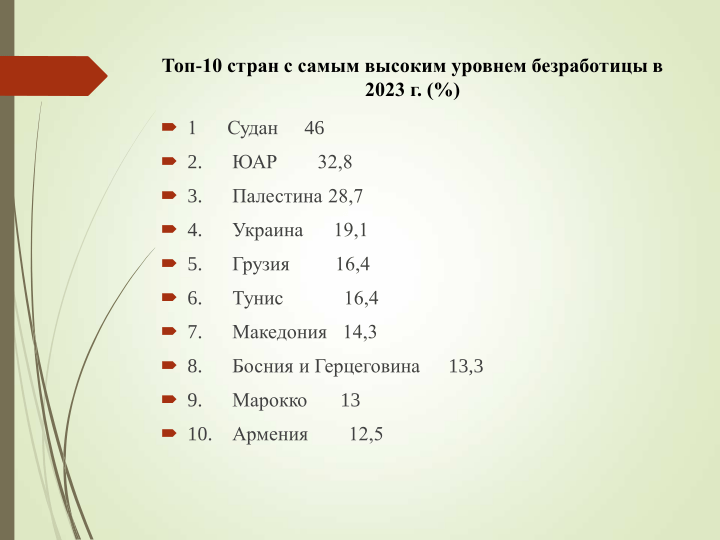 Топ-10 стран с самым высоким уровнем безработицы в
2023 г. (%)
1 Судан 46
2. ЮАР 32,8
3. Палестина 28,7
4. Украина 19,1
5. Грузия 16,4
6. Тунис 16,4
7. Македония 14,3
8. Босния и Герцеговина 13,3
9. Марокко 13
10. Армения 12,5